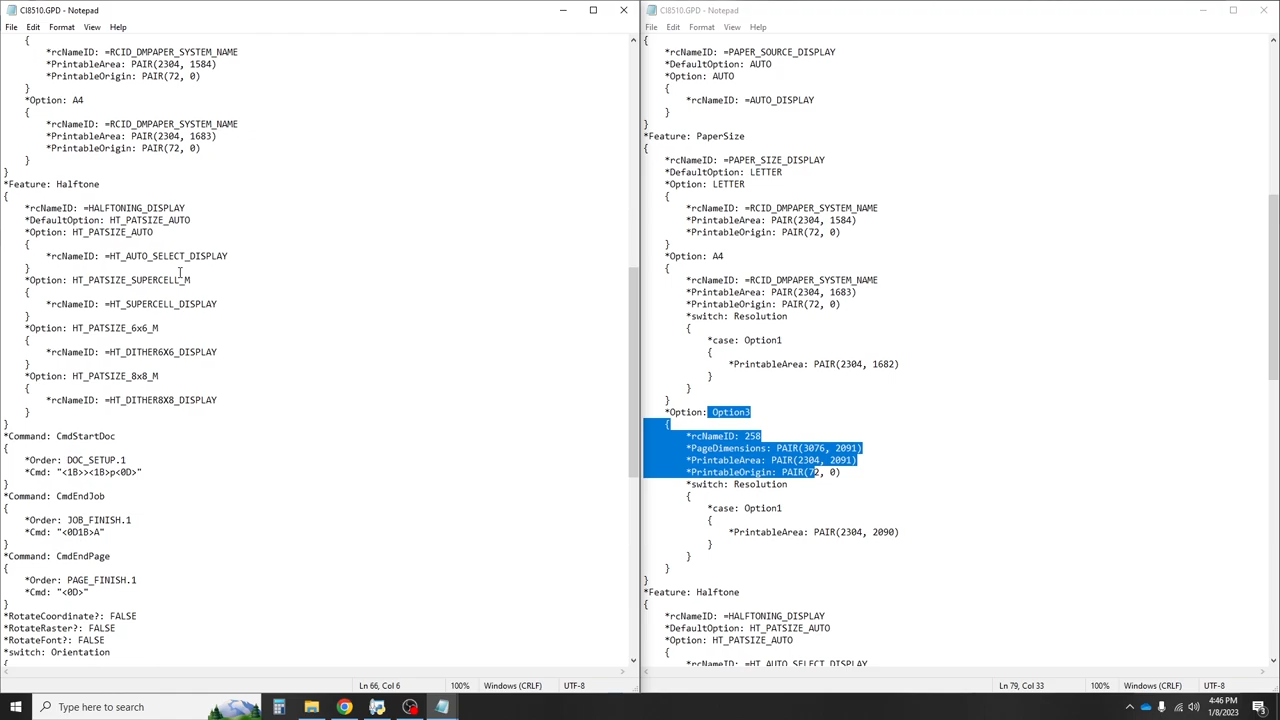 CI8510.GPD - Notepad
File Edit Format View Help
{
*rcNameID: =RCID_DMPAPER_SYSTEM_NAME
*PrintableArea: PAIR(2304, 1584)
*PrintableOrigin: PAIR(72, 0)
}
*Option: A4
{
*rcNameID: =RCID_DMPAPER_SYSTEM_NAME
*PrintableArea: PAIR(2304, 1683)
*PrintableOrigin: PAIR(72, 0)
}
}
*Feature: Halftone
{
*rcNameID: =HALFTONING_DISPLAY
*DefaultOption: HT_PATSIZE_AUTO
*Option: HT_PATSIZE_AUTO
{
*rcNameID: =HT_AUTO_SELECT_DISPLAY
}
*Option: HT_PATSIZE_SUPERCELL_M
{
*rcNameID: =HT_SUPERCELL_DISPLAY
}
*Option: HT_PATSIZE_6x6_M
{
*rcNameID: =HT_DITHER6X6_DISPLAY
}
*Option: HT_PATSIZE_8x8_M
{
*rcNameID: =HT_DITHER8X8_DISPLAY
}
}
*Command: CmdStartDoc
{
*Order: DOC_SETUP.1
*Cmd: "<1B>x<1B>p<0D>"
}
*Command: CmdEndJob
{
*Order: JOB_FINISH.1
*Cmd: "<0D1B>A"
}
*Command: CmdEndPage
{
*Order: PAGE_FINISH.1
*Cmd: "<0D>"
}
*RotateCoordinate?: FALSE
*RotateRaster?: FALSE
*RotateFont?: FALSE
*switch: Orientation
{
Ln 66, Col 6 100% Windows (CRLF) UTF-8
CI8510.GPD - Notepad
File Edit Format View Help
{
*rcNameID: =PAPER_SOURCE_DISPLAY
*DefaultOption: AUTO
*Option: AUTO
{
*rcNameID: =AUTO_DISPLAY
}
}
*Feature: PaperSize
{
*rcNameID: =PAPER_SIZE_DISPLAY
*DefaultOption: LETTER
*Option: LETTER
{
*rcNameID: =RCID_DMPAPER_SYSTEM_NAME
*PrintableArea: PAIR(2304, 1584)
*PrintableOrigin: PAIR(72, 0)
}
*Option: A4
{
*rcNameID: =RCID_DMPAPER_SYSTEM_NAME
*PrintableArea: PAIR(2304, 1683)
*PrintableOrigin: PAIR(72, 0)
*switch: Resolution
{
*case: Option1
{
*PrintableArea: PAIR(2304, 1682)
}
}
}
*Option: Option3
{
*rcNameID: 258
*PageDimensions: PAIR(3076, 2091)
*PrintableArea: PAIR(2304, 2091)
*PrintableOrigin: PAIR(72, 0)
*switch: Resolution
{
*case: Option1
{
*PrintableArea: PAIR(2304, 2090)
}
}
}
}
*Feature: Halftone
{
*rcNameID: =HALFTONING_DISPLAY
*DefaultOption: HT_PATSIZE_AUTO
*Option: HT_PATSIZE_AUTO
{
*rcNameID: =HT_AUTO_SELECT_DISPLAY
Ln 79, Col 33 100% Windows (CRLF) UTF-8
Type here to search
4:46 PM
1/8/2023
3